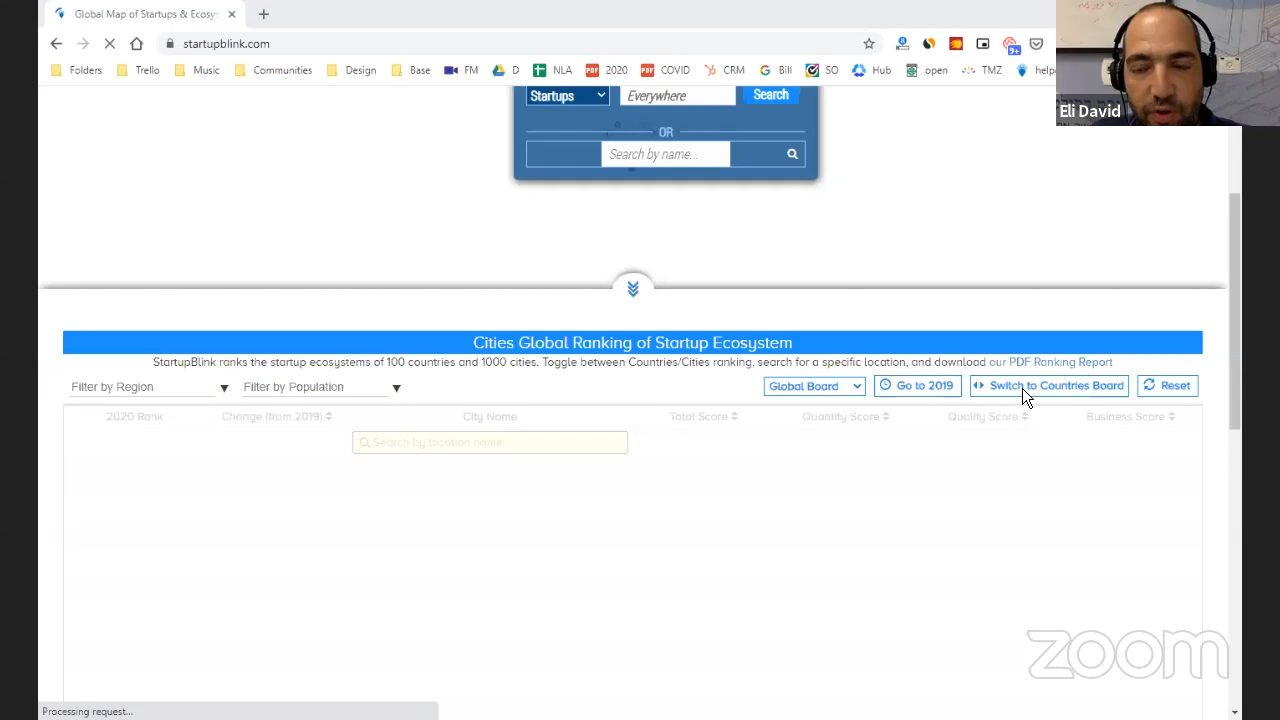 Global Map of Startups & Ecosys
startupblink.com
9+
Folders Trello Music Communities Design Base FM D NLA 2020 COVID CRM Bill SO Hub open TMZ help
Eli David
Startups Everywhere Search
OR
Search by name...
Cities Global Ranking of Startup Ecosystem
StartupBlink ranks the startup ecosystems of 100 countries and 1000 cities. Toggle between Countries/Cities ranking, search for a specific location, and download our PDF Ranking Report
Filter by Region Filter by Population Global Board Go to 2019 Switch to Countries Board Reset
2020 Rank Change (from 2019) City Name Total Score Quantity Score Quality Score Business Score
Search by location name
zoom
Processing request...